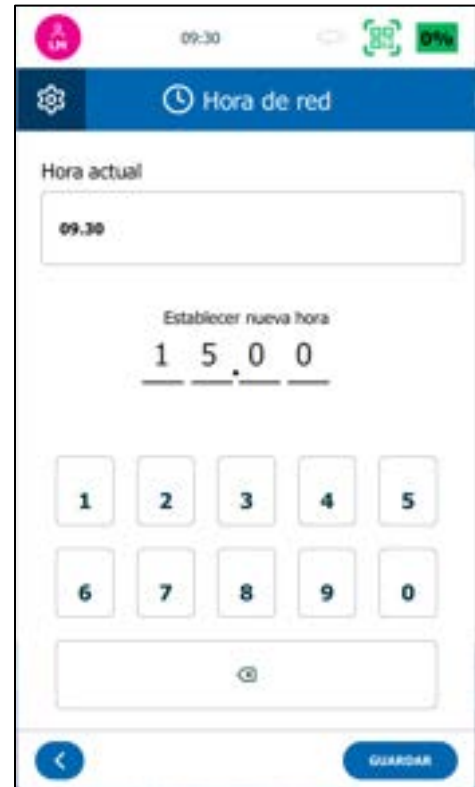 LM 09:30 0%
Hora de red
Hora actual
09.30
Establecer nueva hora
1 5 . 0 0
1 2 3 4 5
6 7 8 9 0
GUARDAR